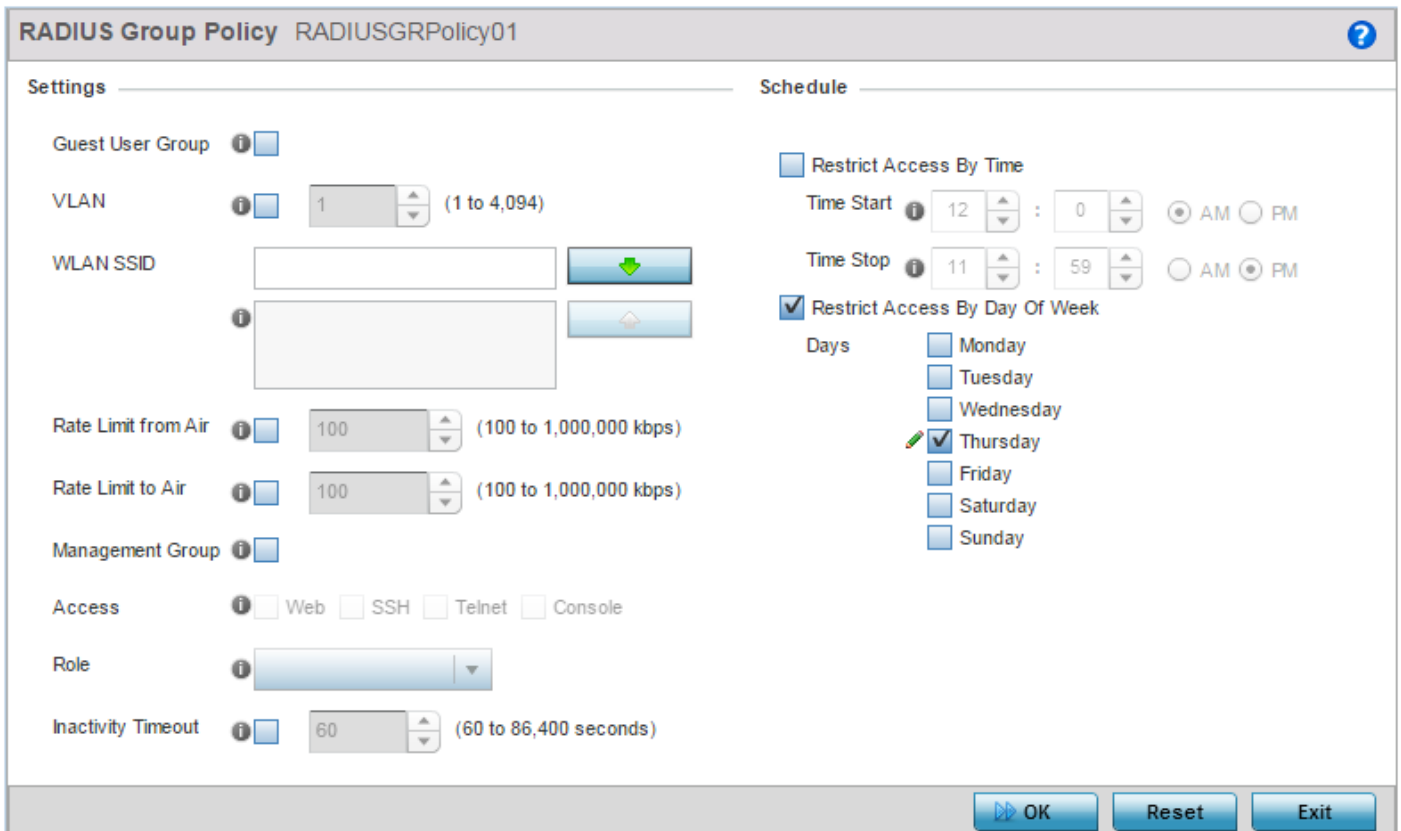 RADIUS Group Policy RADIUSGRPolicy01
?
Settings
Guest User Group
VLAN 1 (1 to 4,094)
WLAN SSID
Rate Limit from Air 100 (100 to 1,000,000 kbps)
Rate Limit to Air 100 (100 to 1,000,000 kbps)
Management Group
Access Web SSH Telnet Console
Role
Inactivity Timeout 60 (60 to 86,400 seconds)
Schedule
Restrict Access By Time
Time Start 12 : 0 AM PM
Time Stop 11 : 59 AM PM
Restrict Access By Day Of Week
Days Monday
Tuesday
Wednesday
Thursday
Friday
Saturday
Sunday
OK Reset Exit